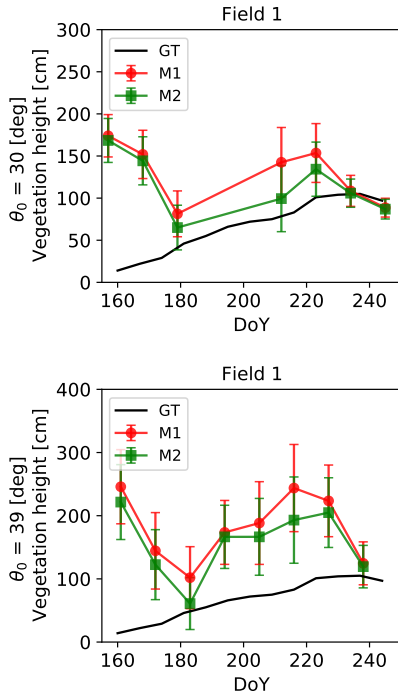 Field 1
GT
M1
M2
θ₀ = 30 [deg]
Vegetation height [cm]
300
250
200
150
100
50
0
160 180 200 220 240
DoY
Field 1
GT
M1
M2
θ₀ = 39 [deg]
Vegetation height [cm]
400
300
200
100
0
160 180 200 220 240
DoY